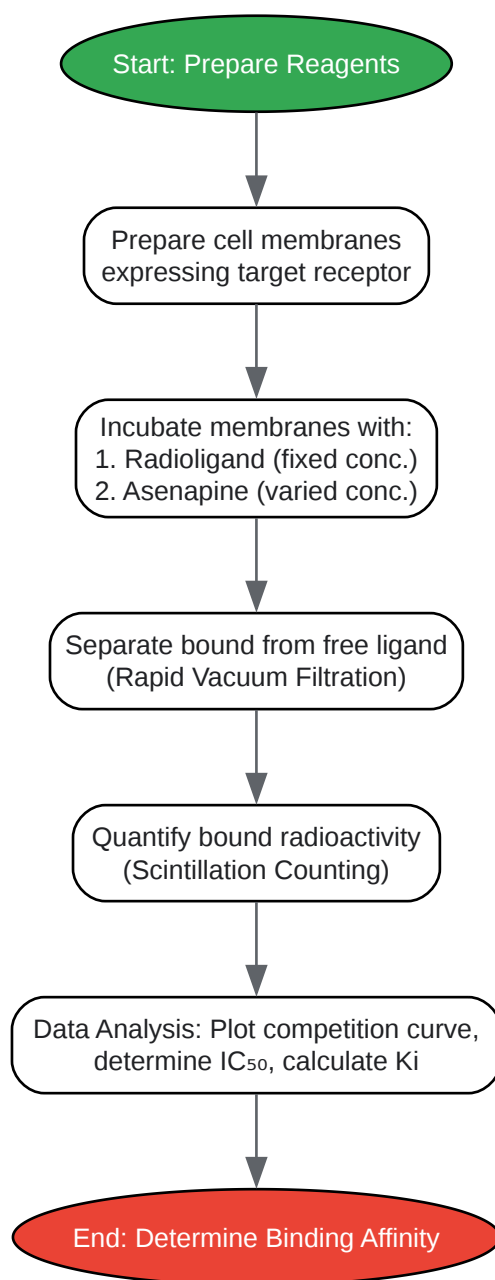 Start: Prepare Reagents
Prepare cell membranes
expressing target receptor
Incubate membranes with:
1. Radioligand (fixed conc.)
2. Asenapine (varied conc.)
Separate bound from free ligand
(Rapid Vacuum Filtration)
Quantify bound radioactivity
(Scintillation Counting)
Data Analysis: Plot competition curve,
determine IC₅₀, calculate Ki
End: Determine Binding Affinity